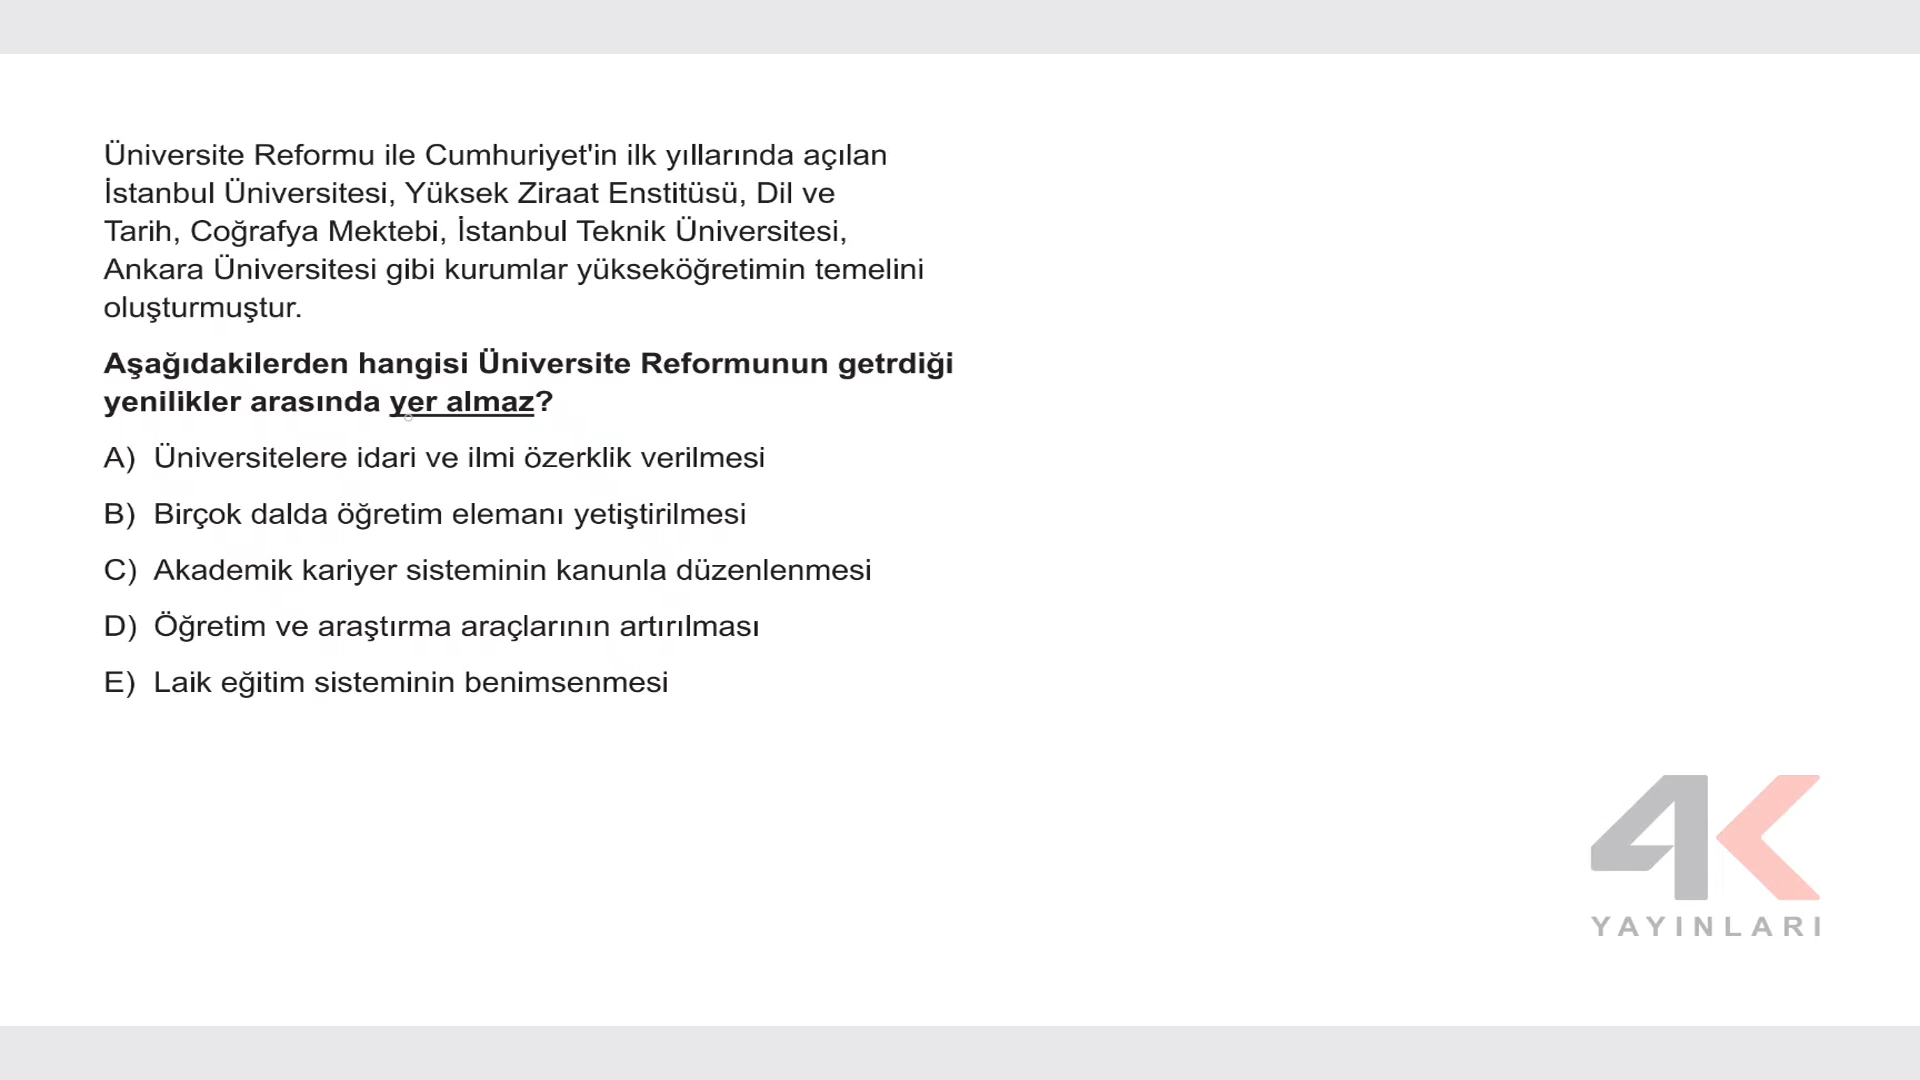 Üniversite Reformu ile Cumhuriyet'in ilk yıllarında açılan
İstanbul Üniversitesi, Yüksek Ziraat Enstitüsü, Dil ve
Tarih, Coğrafya Mektebi, İstanbul Teknik Üniversitesi,
Ankara Üniversitesi gibi kurumlar yükseköğretimin temelini
oluşturmuştur.
Aşağıdakilerden hangisi Üniversite Reformunun getrdiği
yenilikler arasında yer almaz?
A) Üniversitelere idari ve ilmi özerklik verilmesi
B) Birçok dalda öğretim elemanı yetiştirilmesi
C) Akademik kariyer sisteminin kanunla düzenlenmesi
D) Öğretim ve araştırma araçlarının artırılması
E) Laik eğitim sisteminin benimsenmesi
4K
YAYINLARI